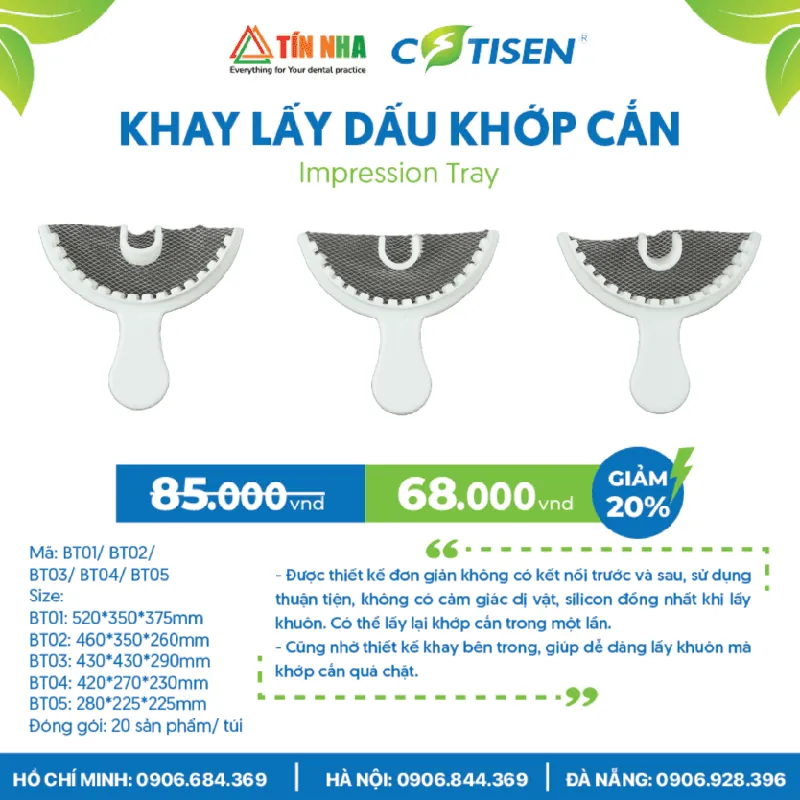 TÍN NHA
Everything for Your dental practice
COTISEN®
KHAY LẤY DẤU KHỚP CẮN
Impression Tray
85.000 vnd
68.000 vnd
GIẢM
20%
Mã: BT01/ BT02/
BT03/ BT04/ BT05
Size:
BT01: 520*350*375mm
BT02: 460*350*260mm
BT03: 430*430*290mm
BT04: 420*270*230mm
BT05: 280*225*225mm
Đóng gói: 20 sản phẩm/ túi
- Được thiết kế đơn giản không có kết nối trước và sau, sử dụng
thuận tiện, không có cảm giác dị vật, silicon đồng nhất khi lấy
khuôn. Có thể lấy lại khớp cắn trong một lần.
- Cũng nhờ thiết kế khay bên trong, giúp dễ dàng lấy khuôn mà
khớp cắn quá chặt.
HỒ CHÍ MINH: 0906.684.369 | HÀ NỘI: 0906.844.369 | ĐÀ NẴNG: 0906.928.396